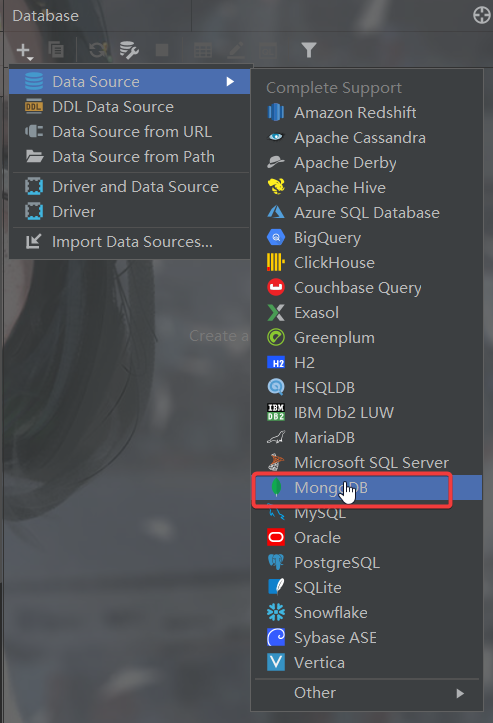 Database
Data Source
DDL Data Source
Data Source from URL
Data Source from Path
Driver and Data Source
Driver
Import Data Sources...
Create a
Complete Support
Amazon Redshift
Apache Cassandra
Apache Derby
Apache Hive
Azure SQL Database
BigQuery
ClickHouse
Couchbase Query
Exasol
Greenplum
H2 H2
HSQLDB
IBM DB2 IBM Db2 LUW
MariaDB
Microsoft SQL Server
MongoDB
MySQL
Oracle
PostgreSQL
SQLite
Snowflake
Sybase ASE
Vertica
Other